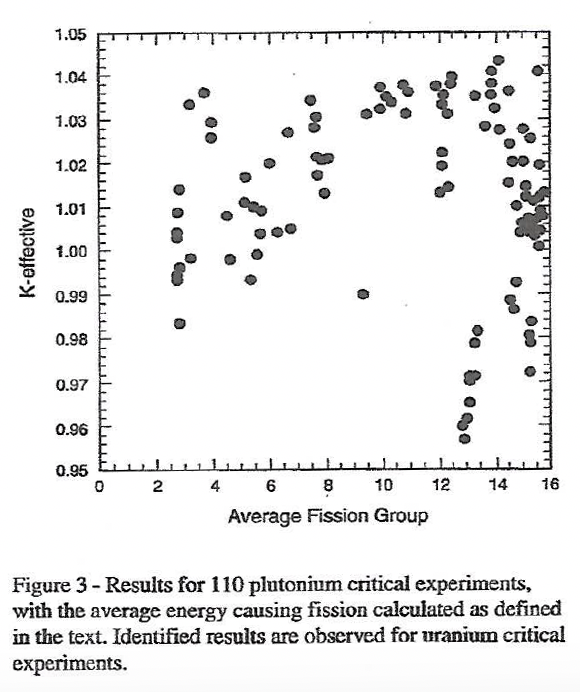 1.05
1.04
1.03
1.02
1.01
1.00
0.99
0.98
0.97
0.96
0.95
K-effective
0 2 4 6 8 10 12 14 16
Average Fission Group
Figure 3 - Results for 110 plutonium critical experiments,
with the average energy causing fission calculated as defined
in the text. Identified results are observed for uranium critical
experiments.